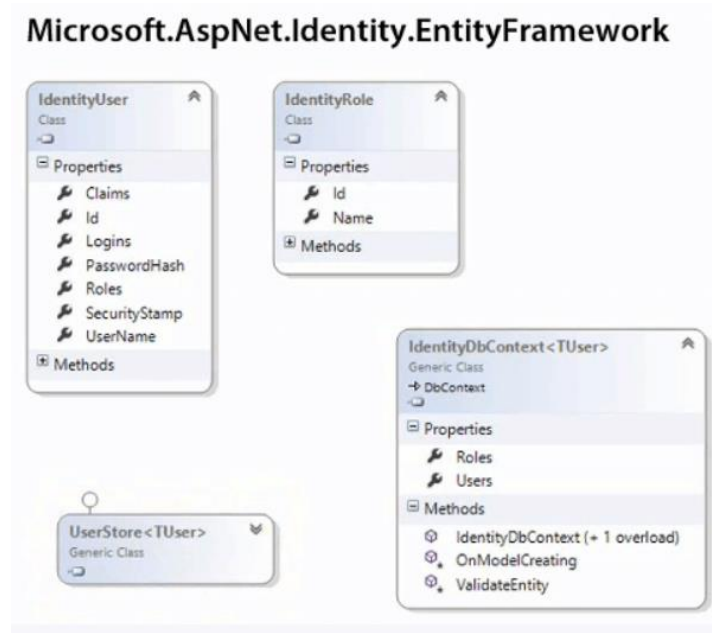 Microsoft.AspNet.Identity.EntityFramework
IdentityUser
Class
Properties
Claims
Id
Logins
PasswordHash
Roles
SecurityStamp
UserName
Methods
IdentityRole
Class
Properties
Id
Name
Methods
UserStore<TUser>
Generic Class
IdentityDbContext<TUser>
Generic Class
DbContext
Properties
Roles
Users
Methods
IdentityDbContext (+ 1 overload)
OnModelCreating
ValidateEntity